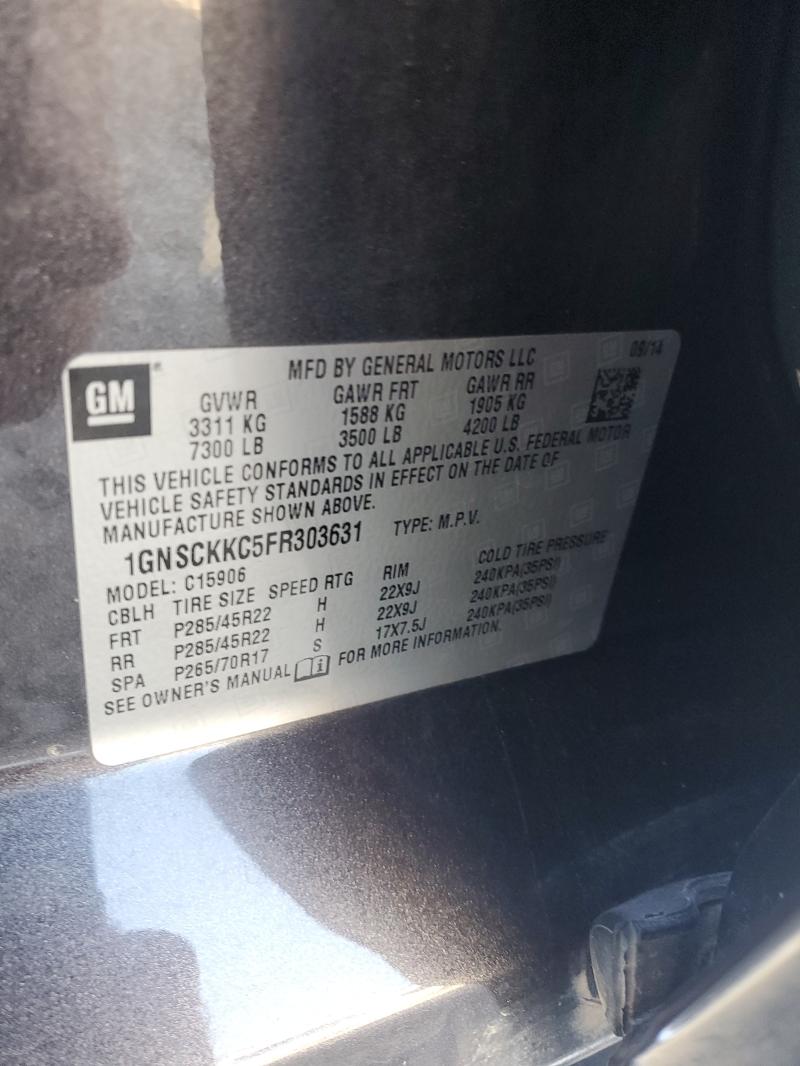 GM
MFD BY GENERAL MOTORS LLC 09/14
GVWR GAWR FRT GAWR RR
3311 KG 1588 KG 1905 KG
7300 LB 3500 LB 4200 LB
THIS VEHICLE CONFORMS TO ALL APPLICABLE U.S. FEDERAL MOTOR
VEHICLE SAFETY STANDARDS IN EFFECT ON THE DATE OF
MANUFACTURE SHOWN ABOVE.
1GNSCKKC5FR303631 TYPE: M.P.V.
MODEL: C15906
CBLH TIRE SIZE SPEED RTG RIM COLD TIRE PRESSURE
FRT P285/45R22 H 22X9J 240KPA(35PSI)
RR P285/45R22 H 22X9J 240KPA(35PSI)
SPA P265/70R17 S 17X7.5J 240KPA(35PSI)
SEE OWNER'S MANUAL FOR MORE INFORMATION.